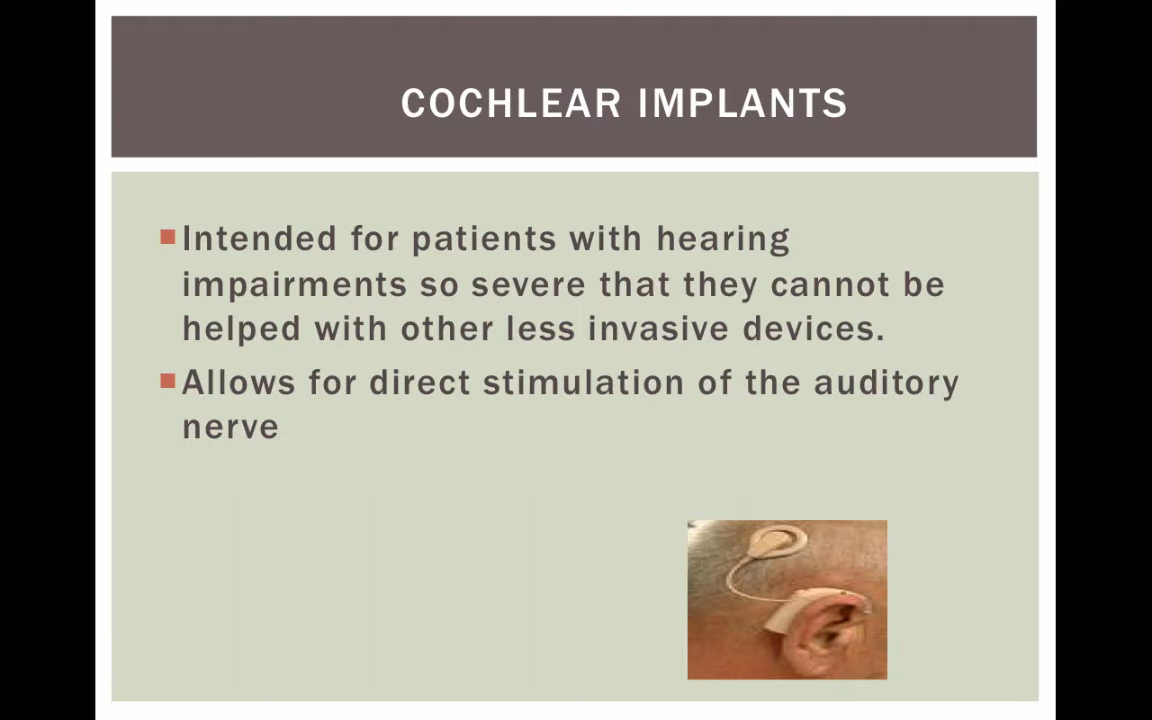 COCHLEAR IMPLANTS
Intended for patients with hearing
impairments so severe that they cannot be
helped with other less invasive devices.
Allows for direct stimulation of the auditory
nerve